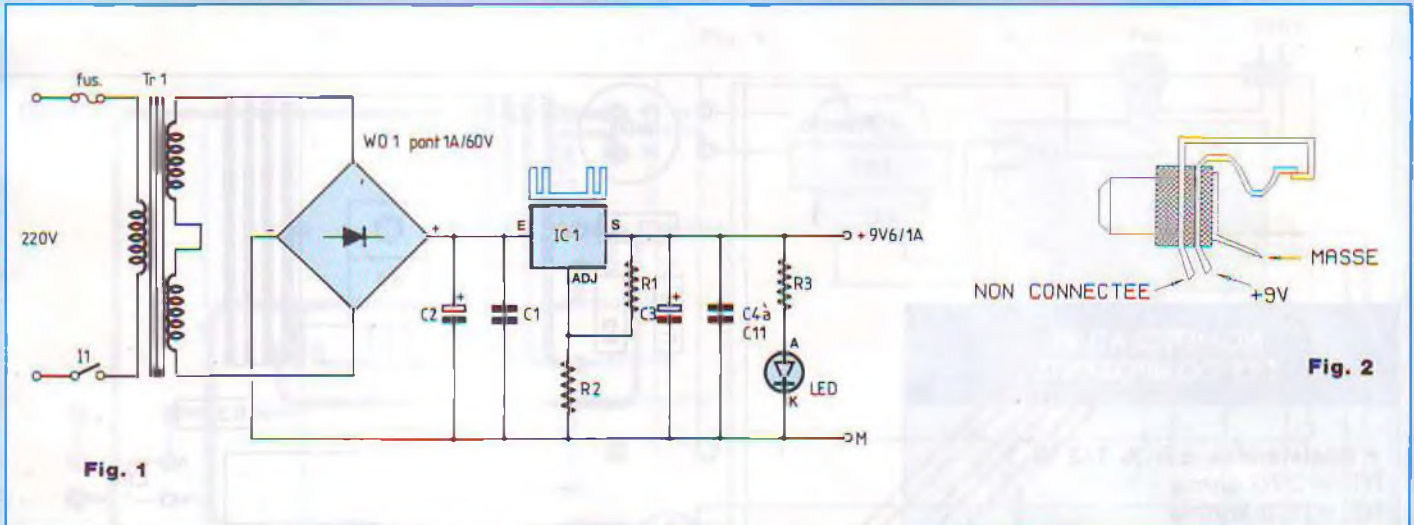 fus.
Tr 1
220V
I1
WO 1 pont 1A/60V
-
+
E
IC 1
S
ADJ
+
C2
C1
R1
R2
+
C3
C4à
C11
R3
A
LED
K
+9V6/1A
M
Fig. 1
MASSE
+9V
NON CONNECTEE
Fig. 2